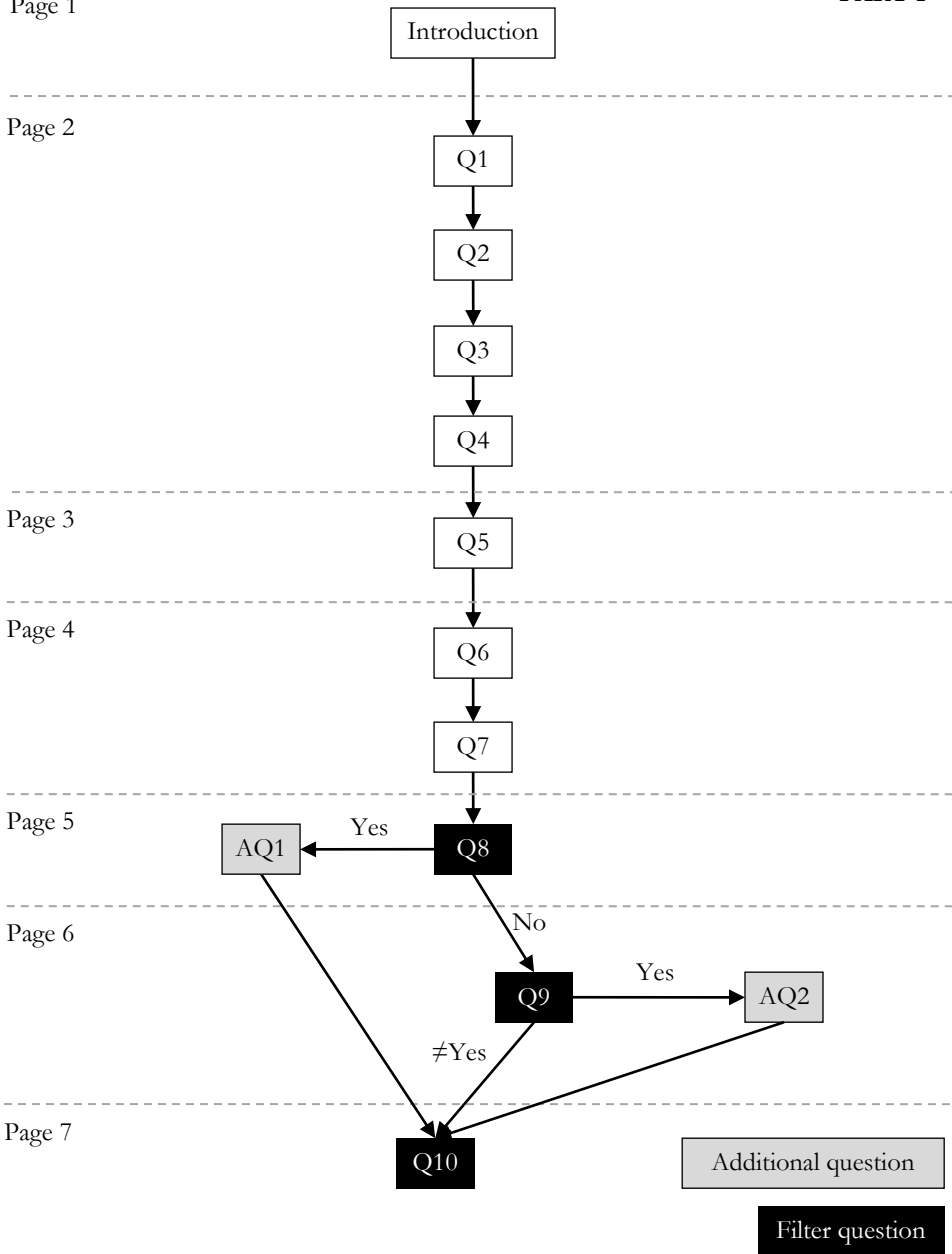 Page 1
Introduction
Page 2
Q1
Q2
Q3
Q4
Page 3
Q5
Page 4
Q6
Q7
Page 5
AQ1
Yes
Q8
No
Page 6
Q9
Yes
AQ2
≠Yes
Page 7
Q10
Additional question
Filter question